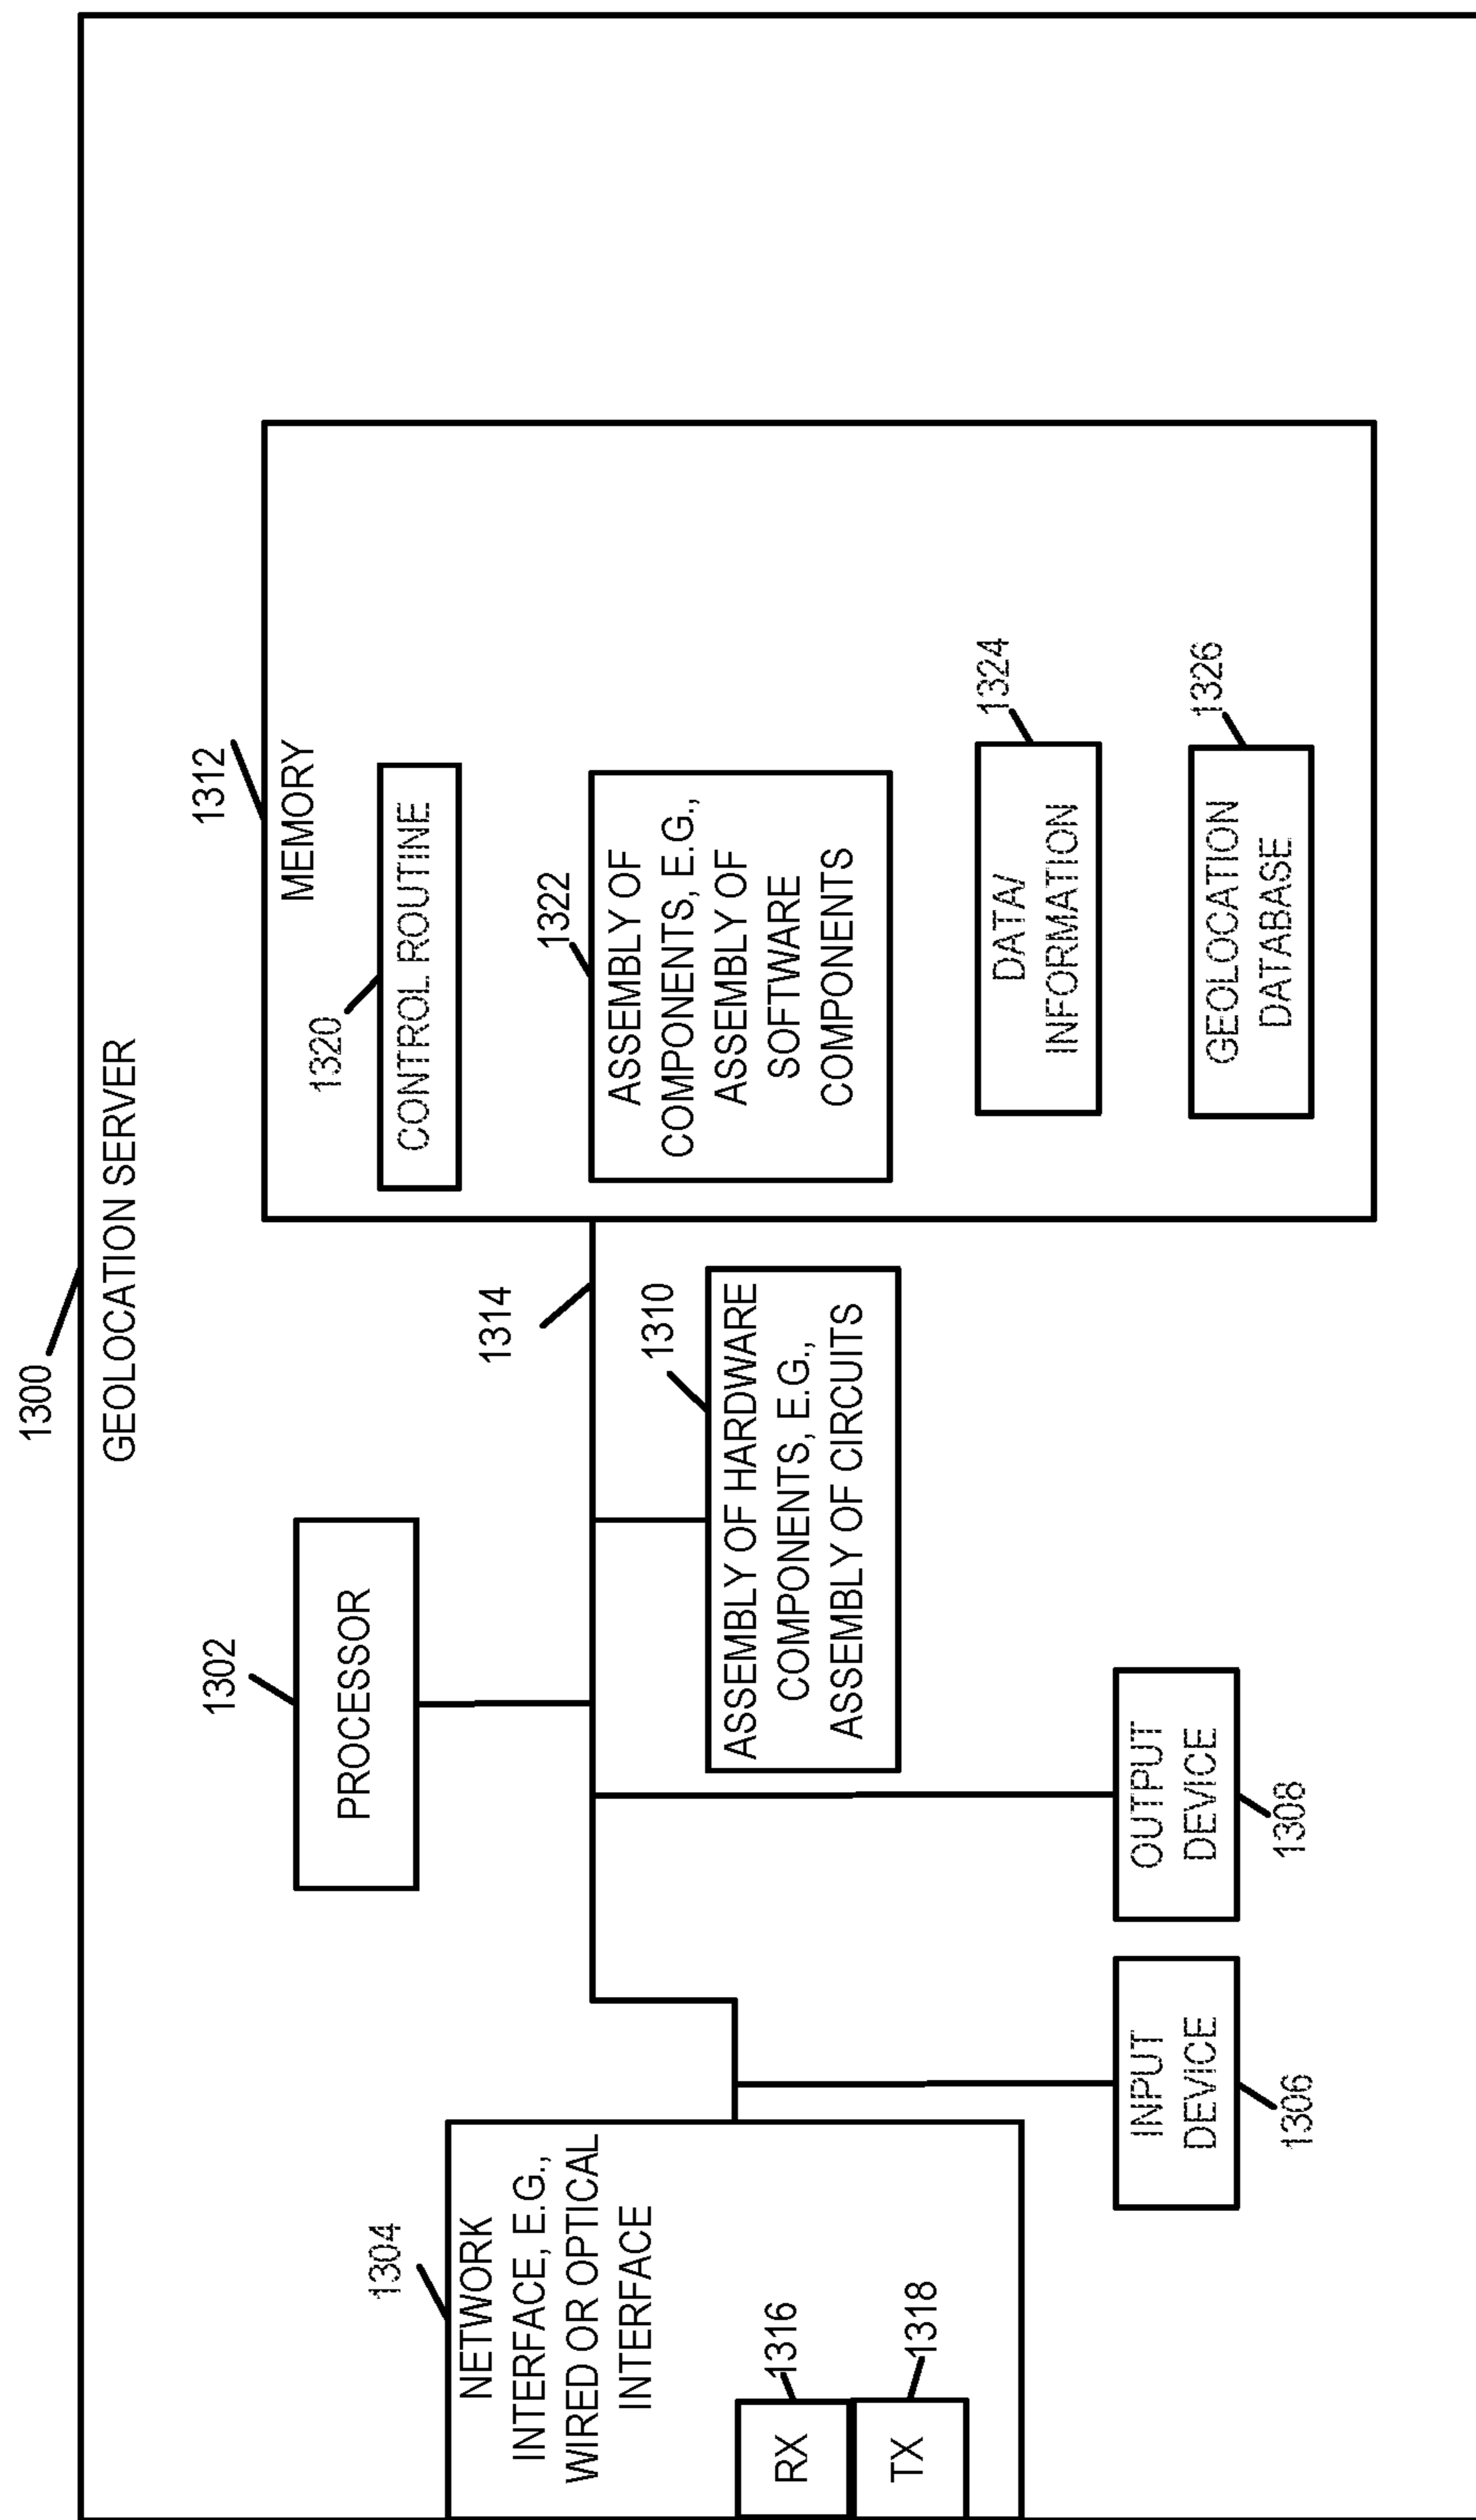 1300
GEOLOCATION SERVER
1304
NETWORK
INTERFACE, E.G.,
WIRED OR OPTICAL
INTERFACE
RX
1316
TX
1318
1302
PROCESSOR
1314
1310
ASSEMBLY OF HARDWARE
COMPONENTS, E.G.,
ASSEMBLY OF CIRCUITS
INPUT
DEVICE
1306
OUTPUT
DEVICE
1308
1312
MEMORY
1320
CONTROL ROUTINE
1322
ASSEMBLY OF
COMPONENTS, E.G.,
ASSEMBLY OF
SOFTWARE
COMPONENTS
1324
DATA/
INFORMATION
1326
GEOLOCATION
DATABASE